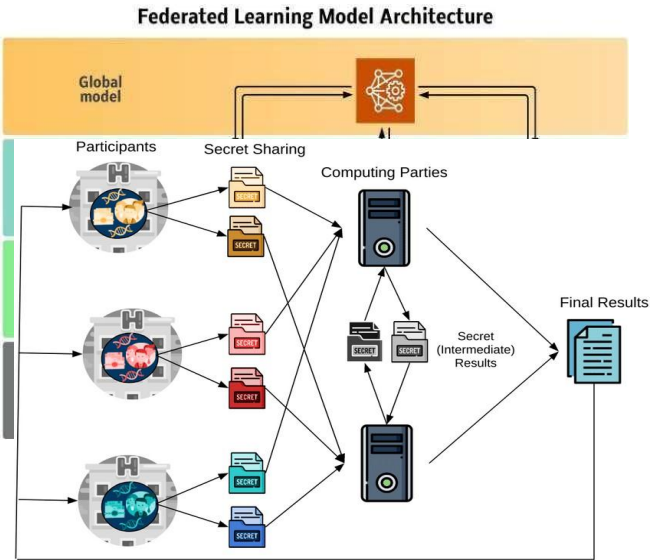 Federated Learning Model Architecture
Global
model
Participants
Secret Sharing
Computing Parties
H
SECRET
SECRET
H
SECRET
SECRET
SECRET
SECRET
Secret
(Intermediate)
Results
Final Results
H
SECRET
SECRET